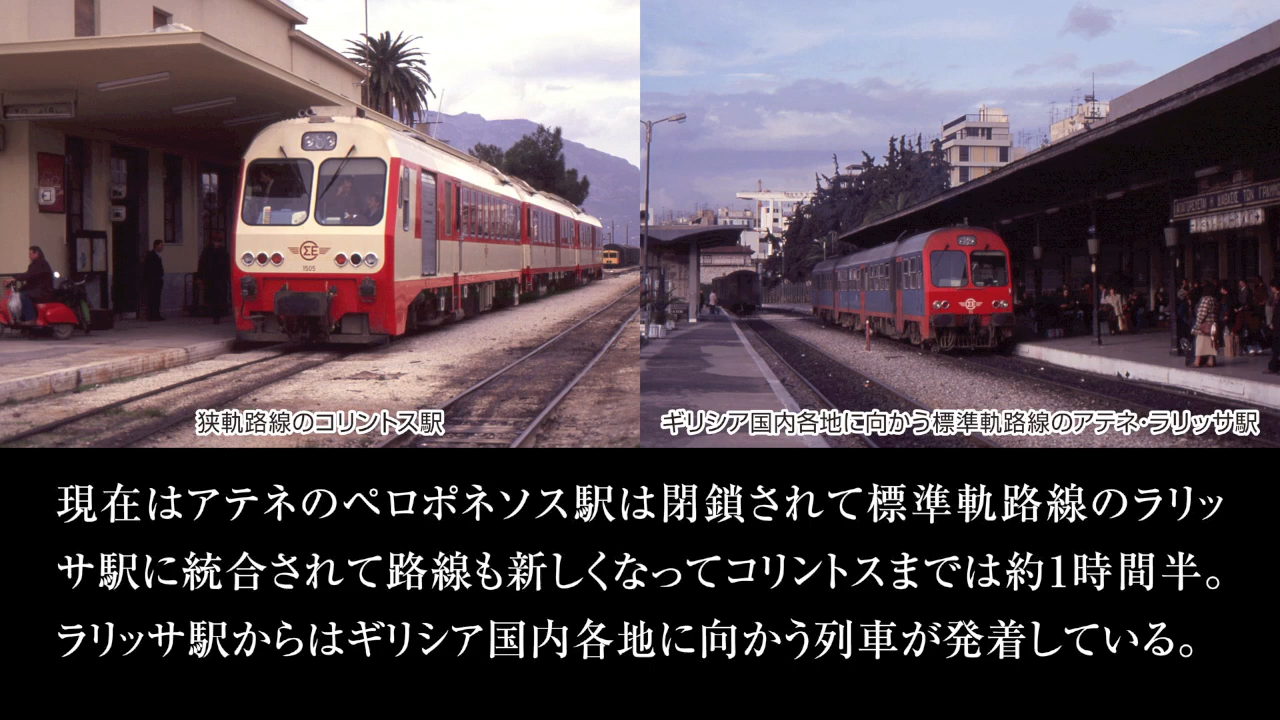 ΣΕ
1505
狭軌路線のコリントス駅
ギリシア国内各地に向かう標準軌路線のアテネ・ラリッサ駅
現在はアテネのペロポネソス駅は閉鎖されて標準軌路線のラリッ
サ駅に統合されて路線も新しくなってコリントスまでは約1時間半。
ラリッサ駅からはギリシア国内各地に向かう列車が発着している。